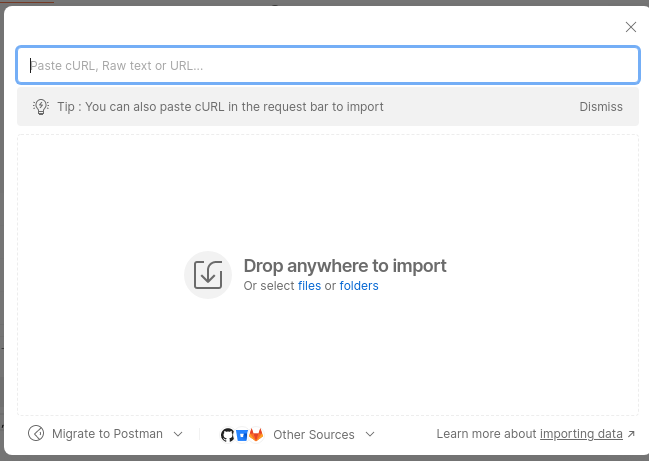 Paste cURL, Raw text or URL...
Tip : You can also paste cURL in the request bar to import Dismiss
Drop anywhere to import
Or select files or folders
Migrate to Postman Other Sources Learn more about importing data ↗